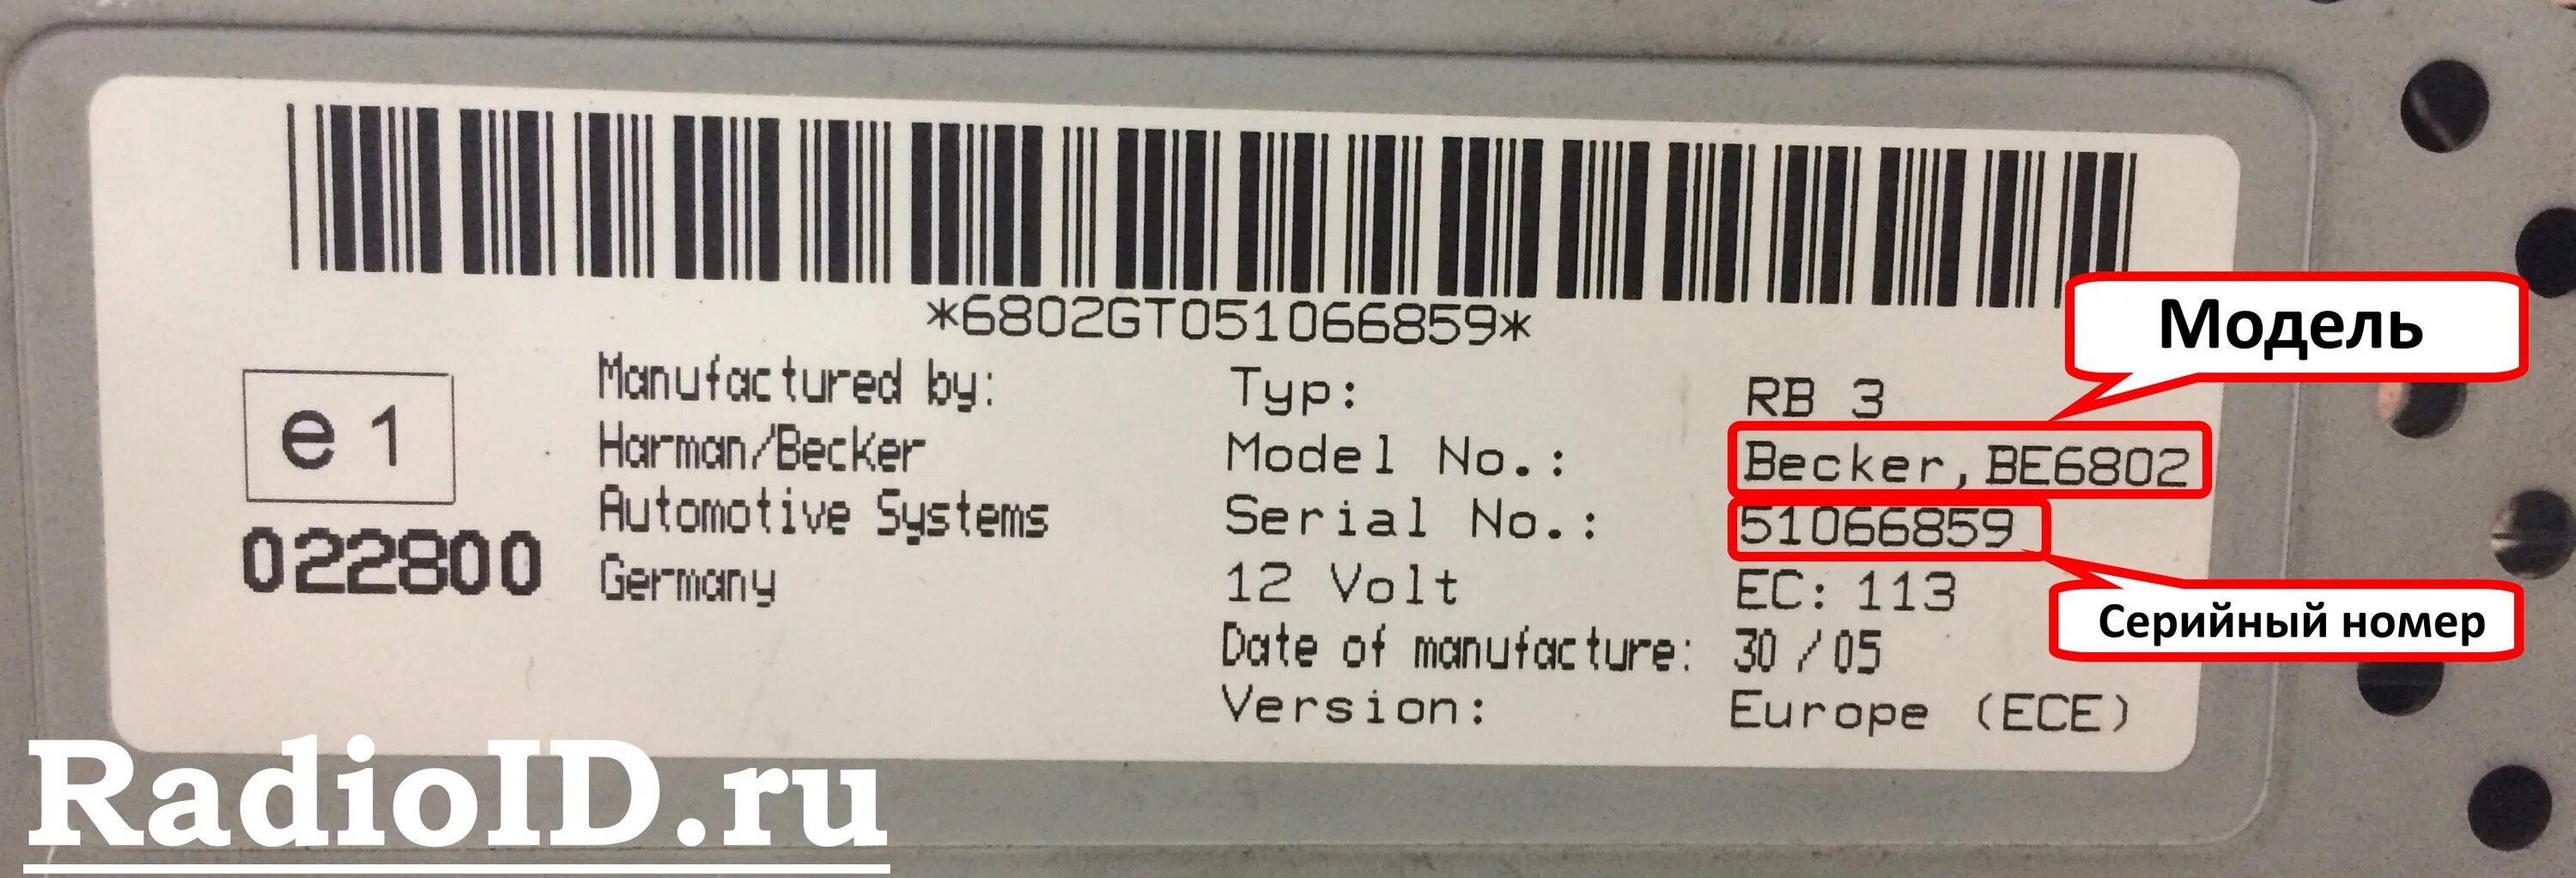 *6802GT051066859*
e1
022800
Manufactured by:
Harman/Becker
Automotive Systems
Germany
Typ: RB 3
Model No.: Becker,BE6802
Serial No.: 51066859
12 Volt EC: 113
Date of manufacture: 30 / 05
Version: Europe (ECE)
Модель
Серийный номер
RadioID.ru